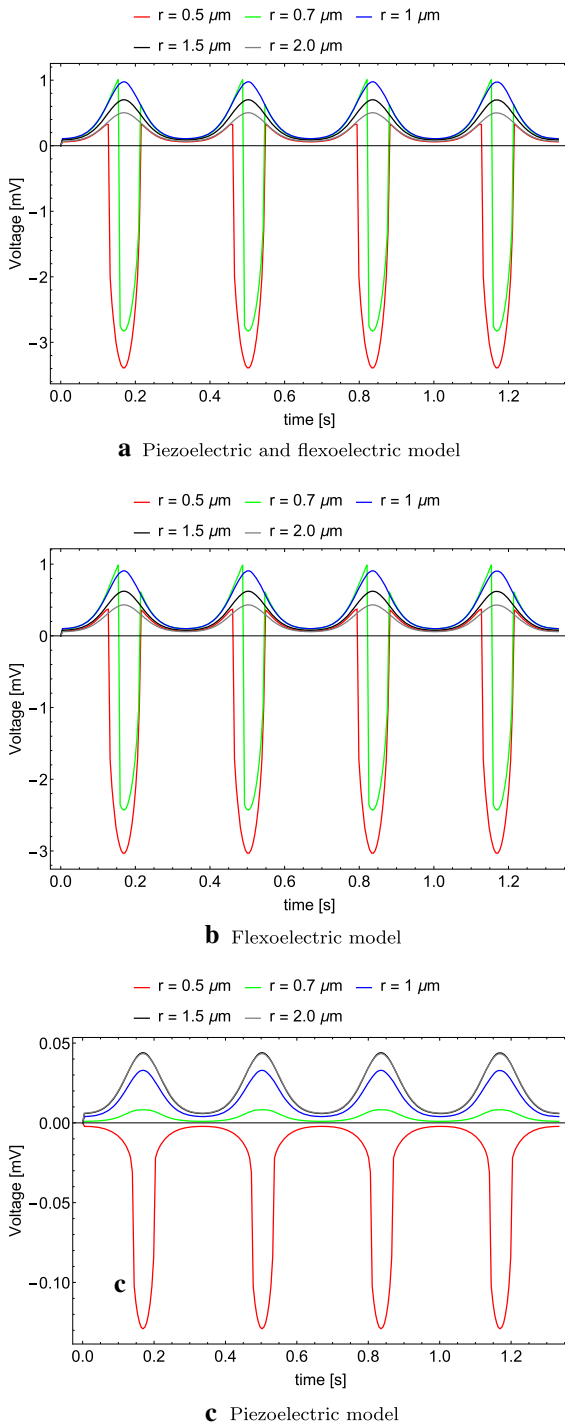 r = 0.5 µm r = 0.7 µm r = 1 µm
r = 1.5 µm r = 2.0 µm
1
0
−1
−2
−3
Voltage [mV]
0.0 0.2 0.4 0.6 0.8 1.0 1.2
time [s]
a Piezoelectric and flexoelectric model
r = 0.5 µm r = 0.7 µm r = 1 µm
r = 1.5 µm r = 2.0 µm
1
0
−1
−2
−3
Voltage [mV]
0.0 0.2 0.4 0.6 0.8 1.0 1.2
time [s]
b Flexoelectric model
r = 0.5 µm r = 0.7 µm r = 1 µm
r = 1.5 µm r = 2.0 µm
0.05
0.00
−0.05
−0.10
Voltage [mV]
c
0.0 0.2 0.4 0.6 0.8 1.0 1.2
time [s]
c Piezoelectric model